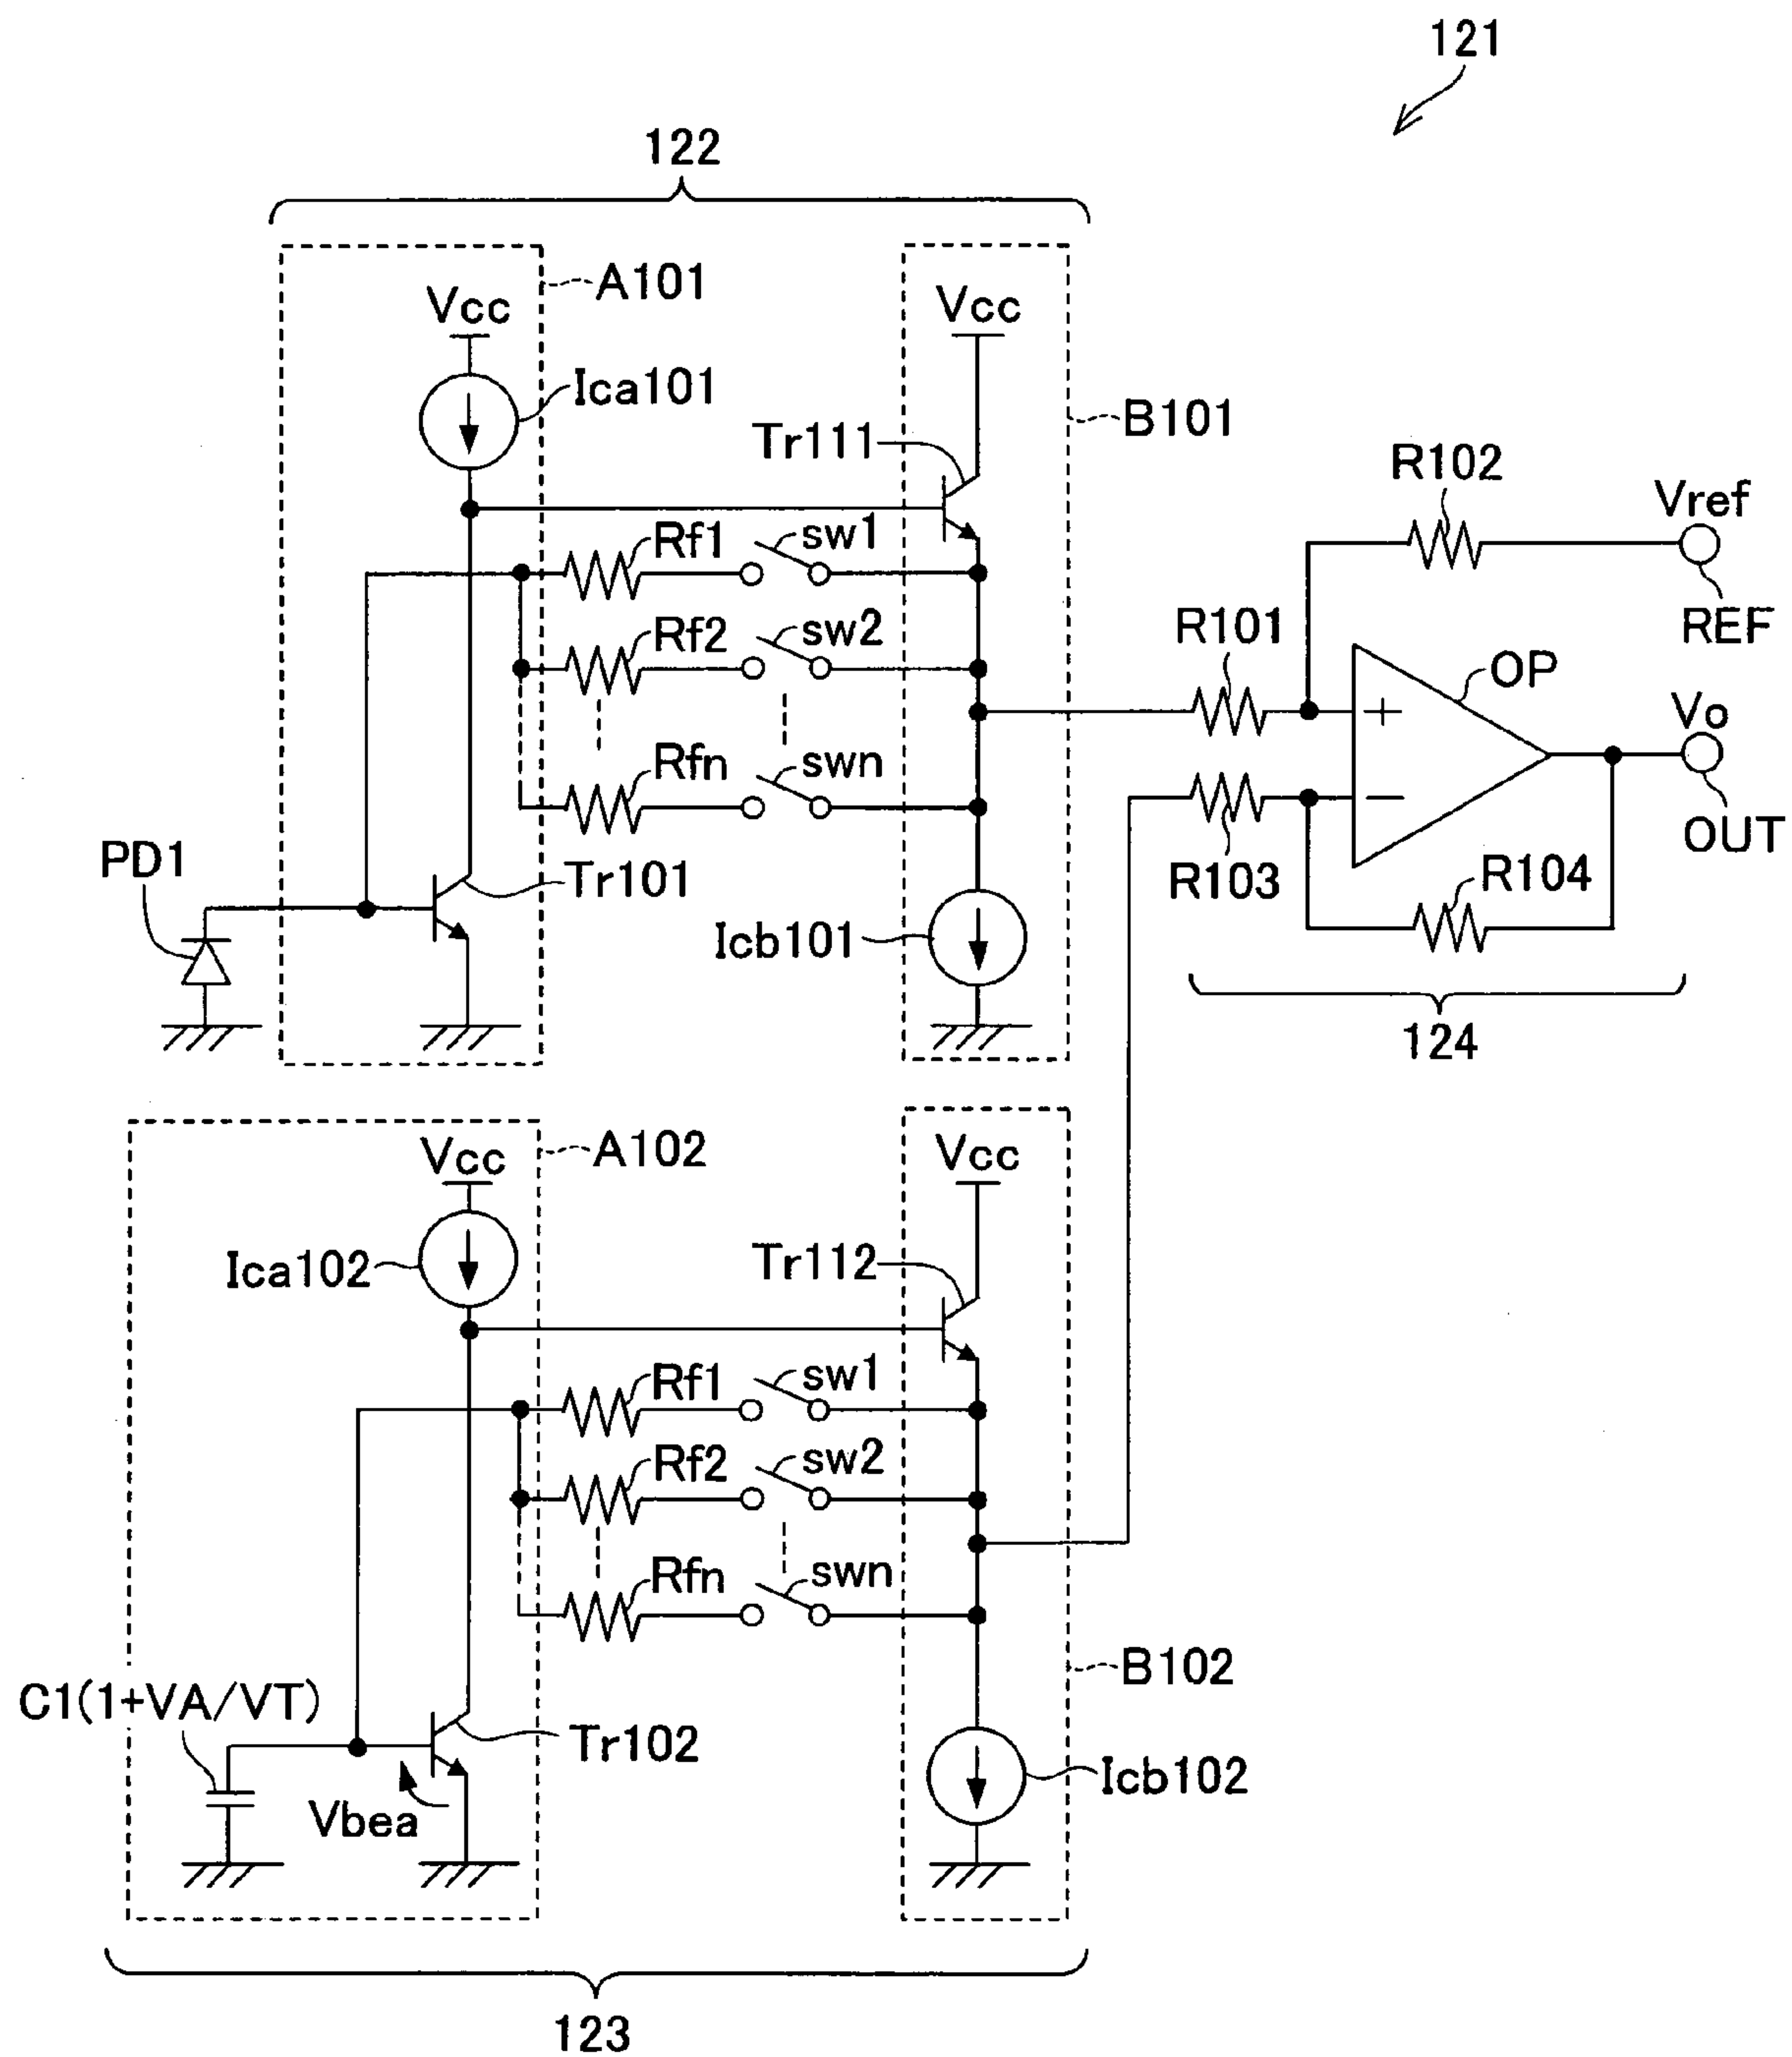 121
122
A101
Vcc
Vcc
Ica101
B101
Tr111
R102
Vref
Rf1
sw1
R101
REF
Rf2
sw2
OP
Vo
Rfn
swn
OUT
PD1
Tr101
R103
R104
Icb101
124
A102
Vcc
Vcc
Ica102
Tr112
Rf1
sw1
Rf2
sw2
Rfn
swn
B102
C1(1+VA/VT)
Tr102
Icb102
Vbea
123